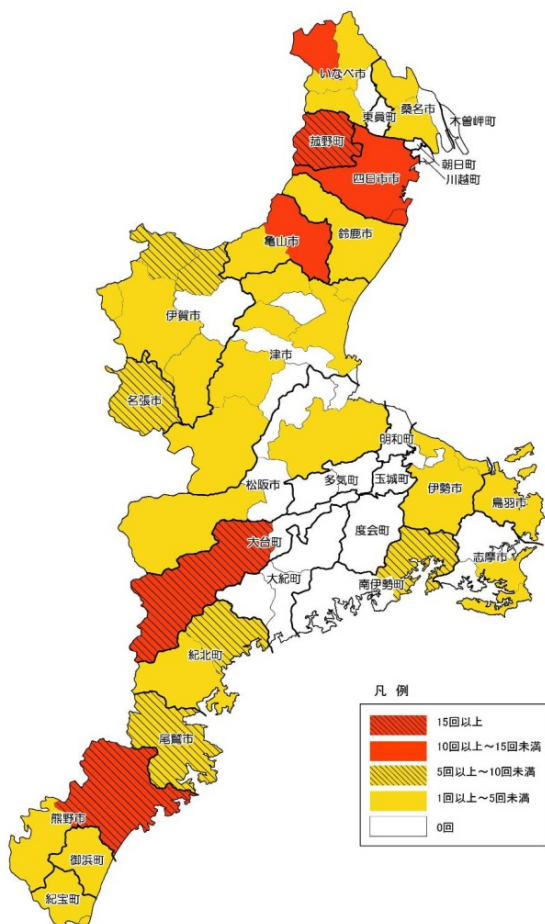 いなべ市
東員町
桑名市
木曽岬町
菰野町
朝日町
川越町
四日市市
亀山市
鈴鹿市
伊賀市
津市
名張市
明和町
松阪市
多気町
玉城町
伊勢市
鳥羽市
大台町
度会町
志摩市
大紀町
南伊勢町
紀北町
尾鷲市
熊野市
御浜町
紀宝町
凡 例
15回以上
10回以上~15回未満
5回以上~10回未満
1回以上~5回未満
0回